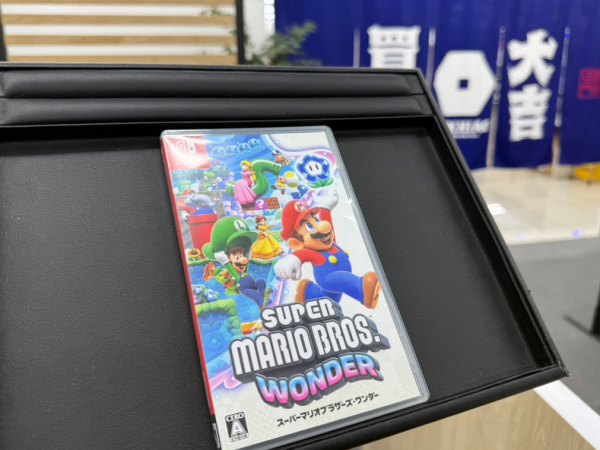 買
大
吉
SUPER
MARIO BROS.
WONDER
スーパーマリオブラザーズ・ワンダー
CERO
A